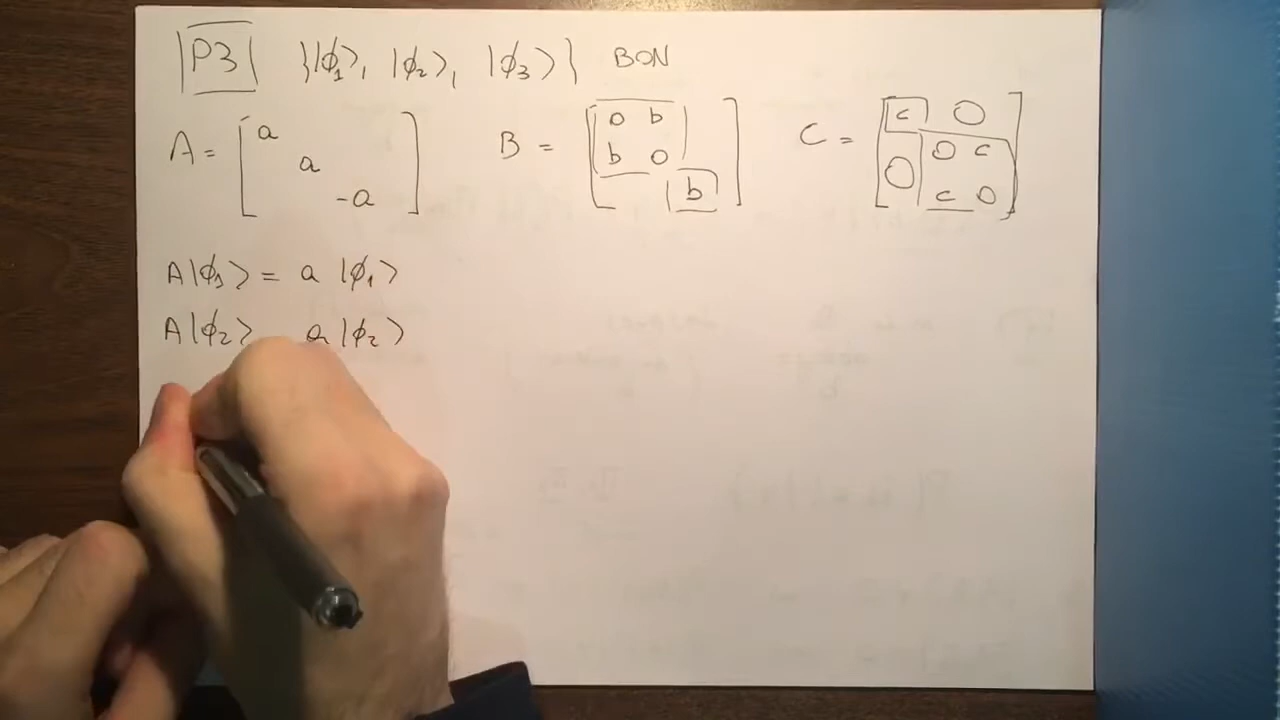 P3 {|ϕ₁⟩, |ϕ₂⟩, |ϕ₃⟩} BON
A = [a a -a] B = [0 b b 0 b] C = [c 0 0 0 c c 0]
A|ϕ₁⟩ = a |ϕ₁⟩
A|ϕ₂⟩ a |ϕ₂⟩